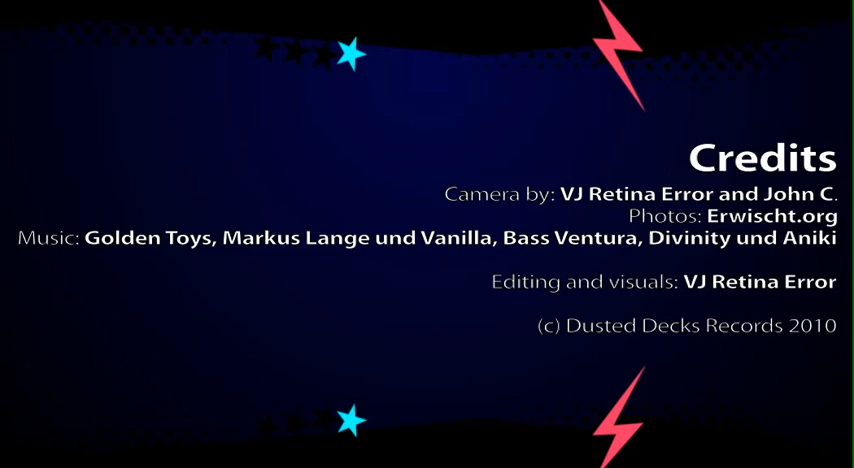 Credits
Camera by: VJ Retina Error and John C.
Photos: Erwischt.org
Music: Golden Toys, Markus Lange und Vanilla, Bass Ventura, Divinity und Aniki
Editing and visuals: VJ Retina Error
(c) Dusted Decks Records 2010